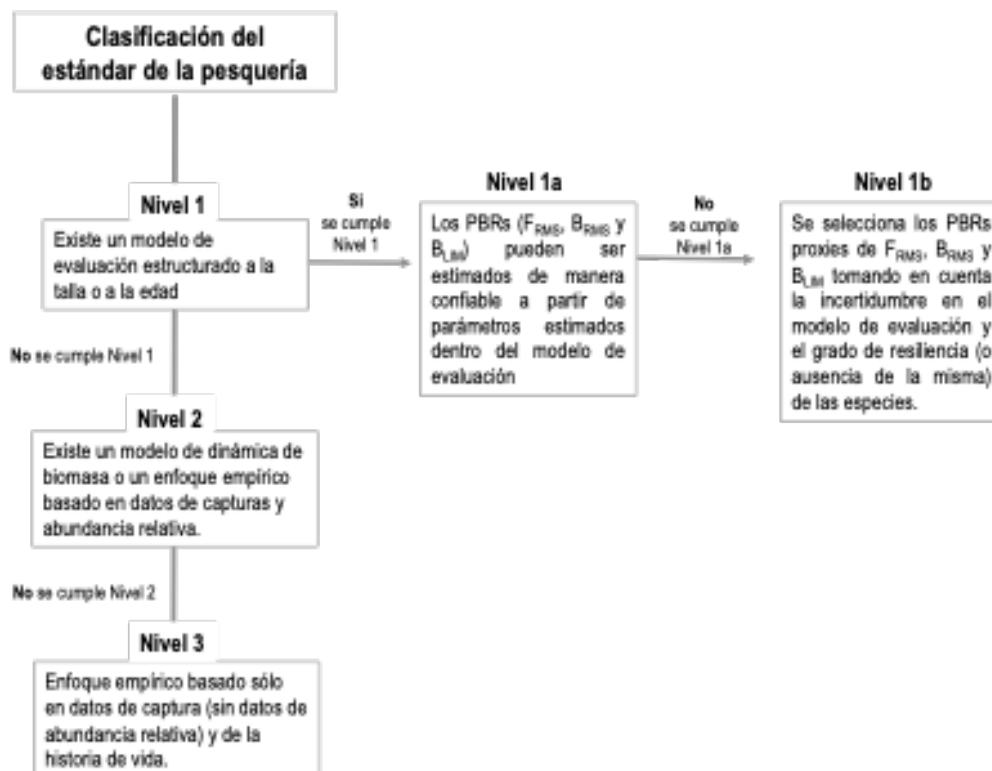 Clasificación del
estándar de la pesquería
Nivel 1
Existe un modelo de
evaluación estructurado a la
talla o a la edad
Si
se cumple
Nivel 1
Nivel 1a
Los PBRs (F_RMS, B_RMS y
B_LIM) pueden ser
estimados de manera
confiable a partir de
parámetros estimados
dentro del modelo de
evaluación
No
se cumple
Nivel 1a
Nivel 1b
Se selecciona los PBRs
proxies de F_RMS, B_RMS y
B_LIM tomando en cuenta
la incertidumbre en el
modelo de evaluación y
el grado de resiliencia (o
ausencia de la misma)
de las especies.
No se cumple Nivel 1
Nivel 2
Existe un modelo de dinámica de
biomasa o un enfoque empírico
basado en datos de capturas y
abundancia relativa.
No se cumple Nivel 2
Nivel 3
Enfoque empírico basado sólo
en datos de captura (sin datos de
abundancia relativa) y de la
historia de vida.